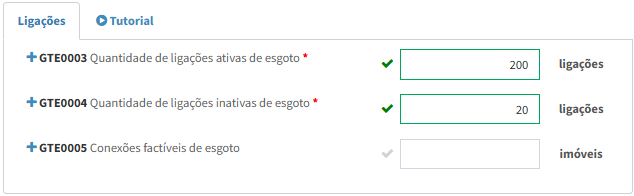 Ligações
Tutorial
GTE0003 Quantidade de ligações ativas de esgoto * 200 ligações
GTE0004 Quantidade de ligações inativas de esgoto * 20 ligações
GTE0005 Conexões factíveis de esgoto imóveis